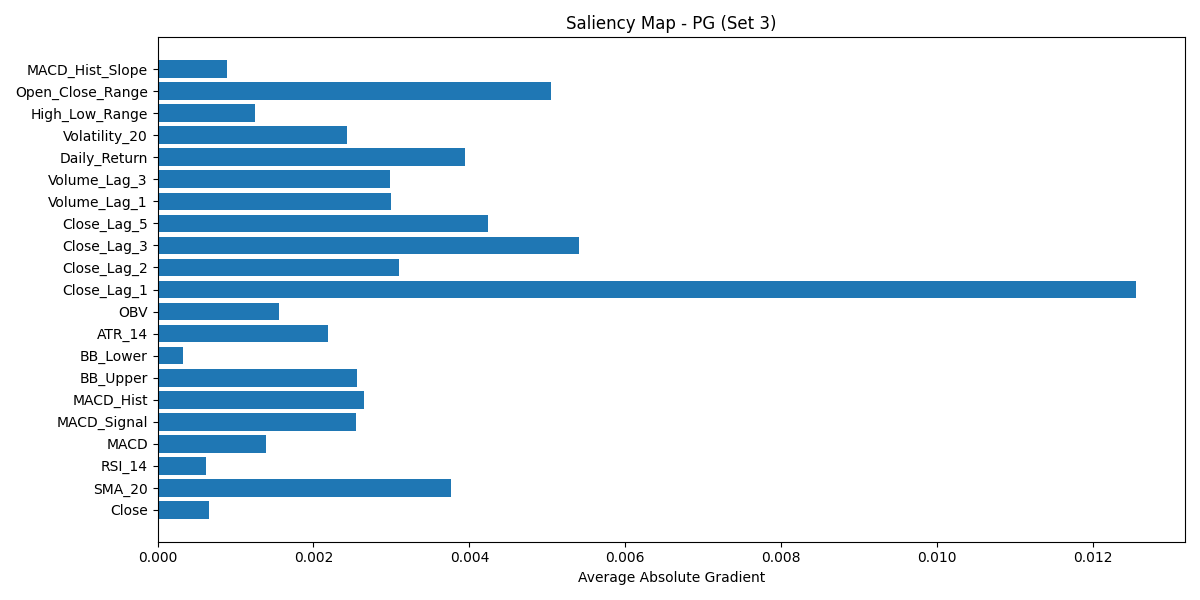 Saliency Map - PG (Set 3)
MACD_Hist_Slope
Open_Close_Range
High_Low_Range
Volatility_20
Daily_Return
Volume_Lag_3
Volume_Lag_1
Close_Lag_5
Close_Lag_3
Close_Lag_2
Close_Lag_1
OBV
ATR_14
BB_Lower
BB_Upper
MACD_Hist
MACD_Signal
MACD
RSI_14
SMA_20
Close
0.000 0.002 0.004 0.006 0.008 0.010 0.012
Average Absolute Gradient